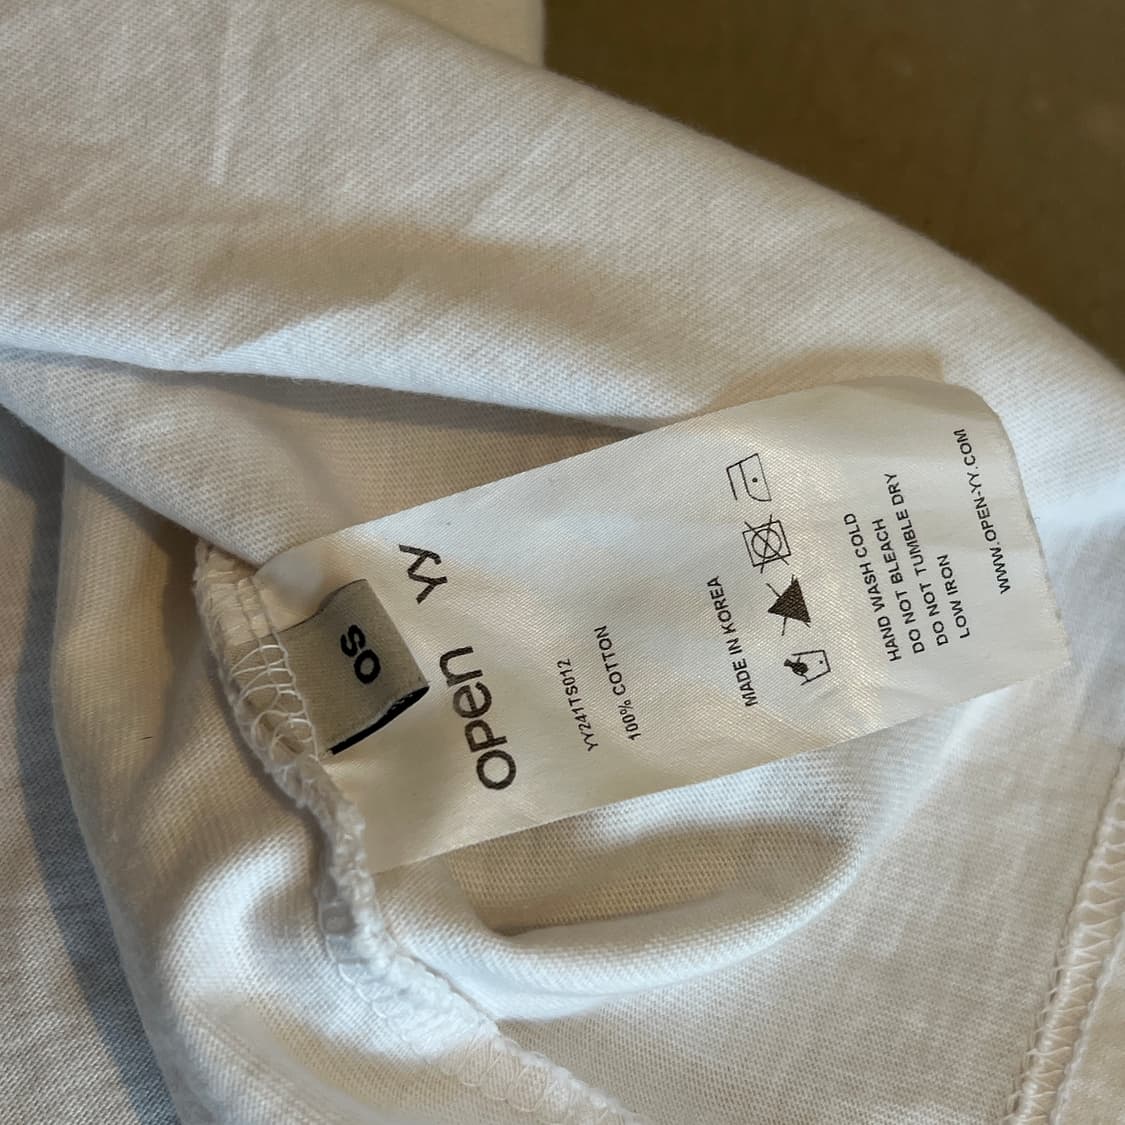 OS
open yy
YY241TS012
100% COTTON
MADE IN KOREA
HAND WASH COLD
DO NOT BLEACH
DO NOT TUMBLE DRY
LOW IRON
WWW.OPEN-YY.COM